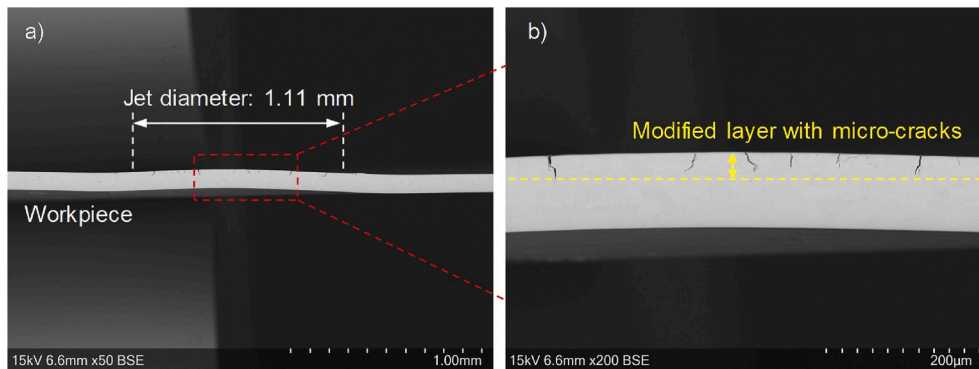 a)
Jet diameter: 1.11 mm
Workpiece
15kV 6.6mm x50 BSE
1.00mm
b)
Modified layer with micro-cracks
15kV 6.6mm x200 BSE
200µm